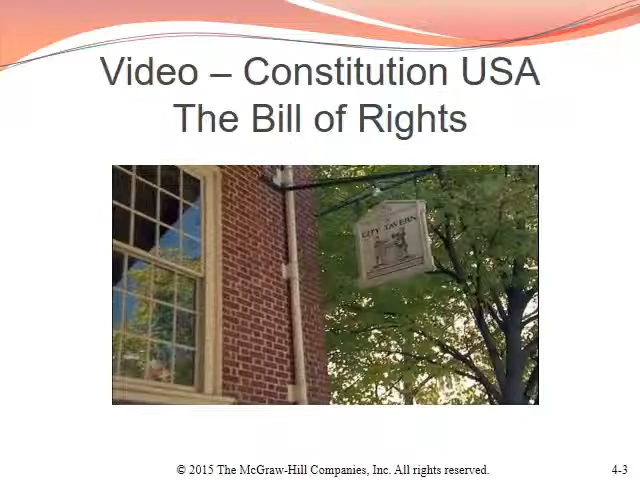 Video – Constitution USA
The Bill of Rights
CITY TAVERN
© 2015 The McGraw-Hill Companies, Inc. All rights reserved.
4-3